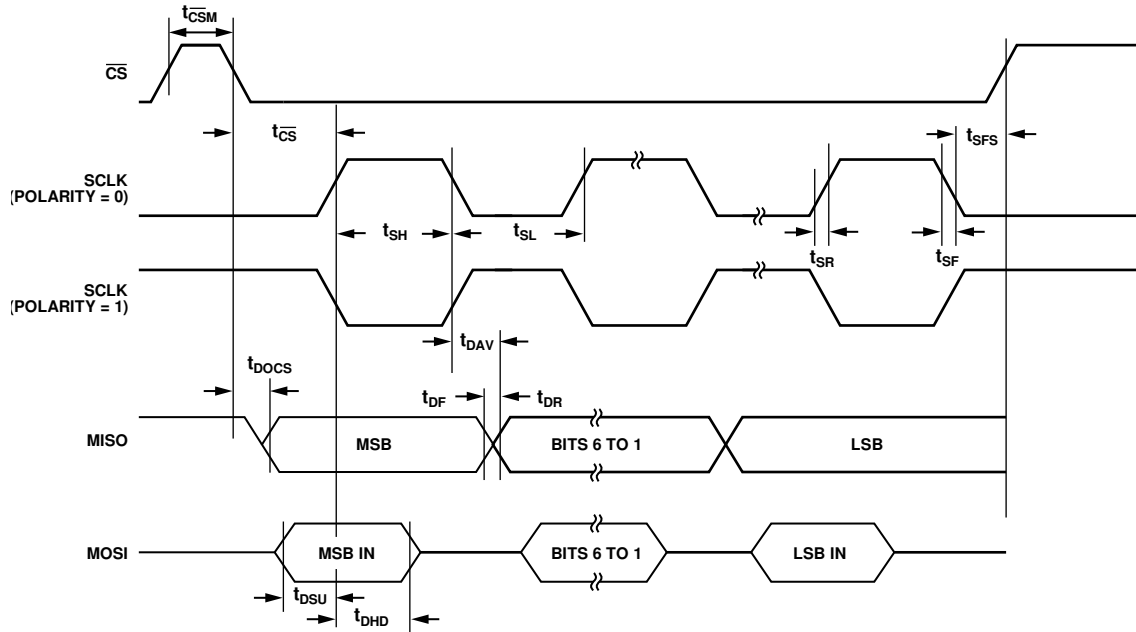 tCSM
CS
tCS
tSFS
SCLK
(POLARITY = 0)
tSH
tSL
tSR
tSF
SCLK
(POLARITY = 1)
tDAV
tDOCS
tDF
tDR
MISO
MSB
BITS 6 TO 1
LSB
MOSI
MSB IN
BITS 6 TO 1
LSB IN
tDSU
tDHD